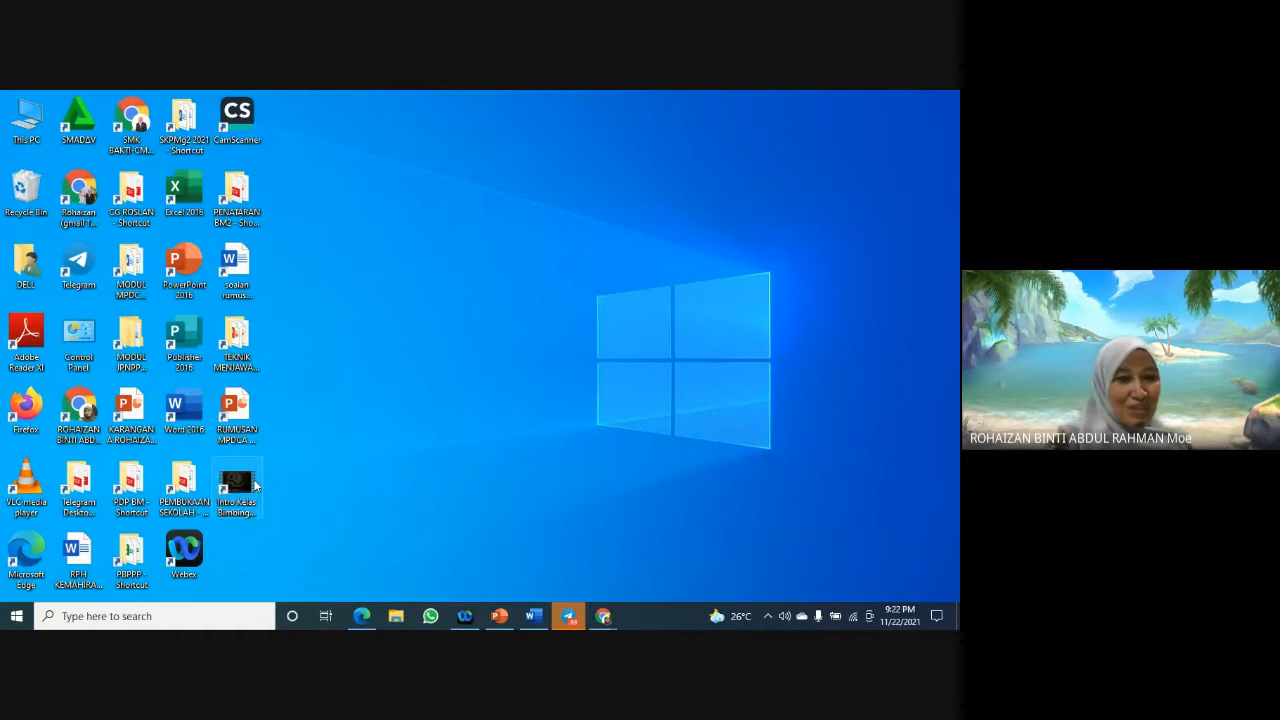 This PC
SMADΔV
SMK
BAKTI-CM...
SKPMg2 2021
- Shortcut
CS
CamScanner
Recycle Bin
Rohaizan
(gmail T...
CG ROSLAN
- Shortcut
Excel 2016
PENATARAN
BM2 - Sho...
DELL
Telegram
MODUL
MPDC...
PowerPoint
2016
soalan
rumus...
Adobe
Reader XI
Control
Panel
MODUL
JPNPP...
Publisher
2016
TEKNIK
MENJAWA...
Firefox
ROHAIZAN
BINTI ABD...
KARANGAN
A ROHAIZA...
Word 2016
RUMUSAN
MPDCA ...
VLC media
player
Telegram
Deskto...
PDP BM -
Shortcut
PEMBUKAAN
SEKOLAH - ...
Intro Kelas
Bimbing...
Microsoft
Edge
RPH
KEMAHIRA...
PBPPP -
Shortcut
Webex
Type here to search
26°C
9:22 PM
11/22/2021
ROHAIZAN BINTI ABDUL RAHMAN Moe